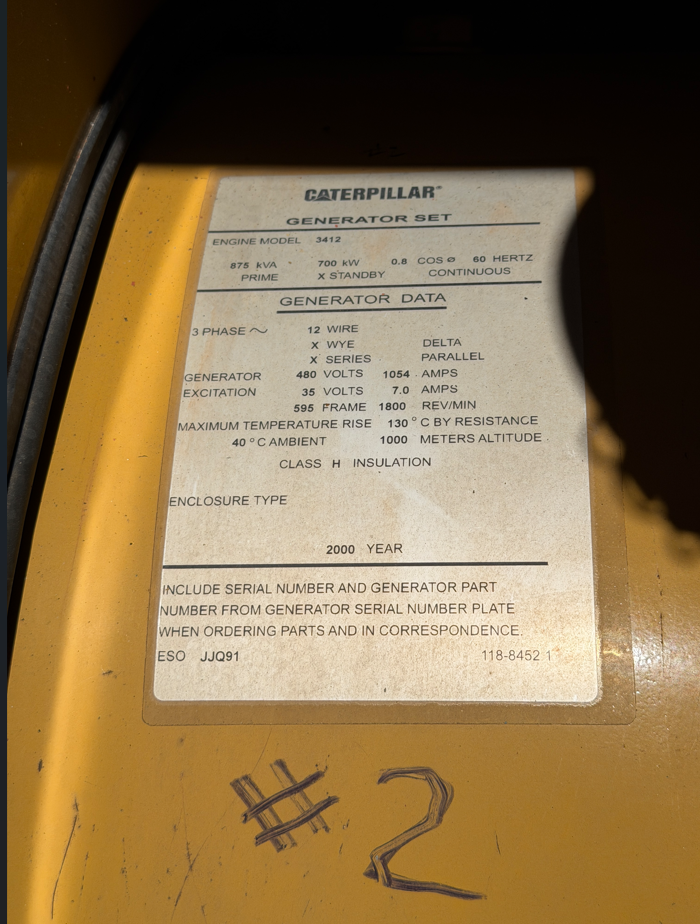 CATERPILLAR®
GENERATOR SET
ENGINE MODEL 3412
875 kVA 700 kW 0.8 COS ø 60 HERTZ
PRIME X STANDBY CONTINUOUS
GENERATOR DATA
3 PHASE ~ 12 WIRE
X WYE DELTA
X SERIES PARALLEL
GENERATOR 480 VOLTS 1054 AMPS
EXCITATION 35 VOLTS 7.0 AMPS
595 FRAME 1800 REV/MIN
MAXIMUM TEMPERATURE RISE 130 °C BY RESISTANCE
40 °C AMBIENT 1000 METERS ALTITUDE
CLASS H INSULATION
ENCLOSURE TYPE
2000 YEAR
INCLUDE SERIAL NUMBER AND GENERATOR PART
NUMBER FROM GENERATOR SERIAL NUMBER PLATE
WHEN ORDERING PARTS AND IN CORRESPONDENCE.
ESO JJQ91 118-8452 1
#2